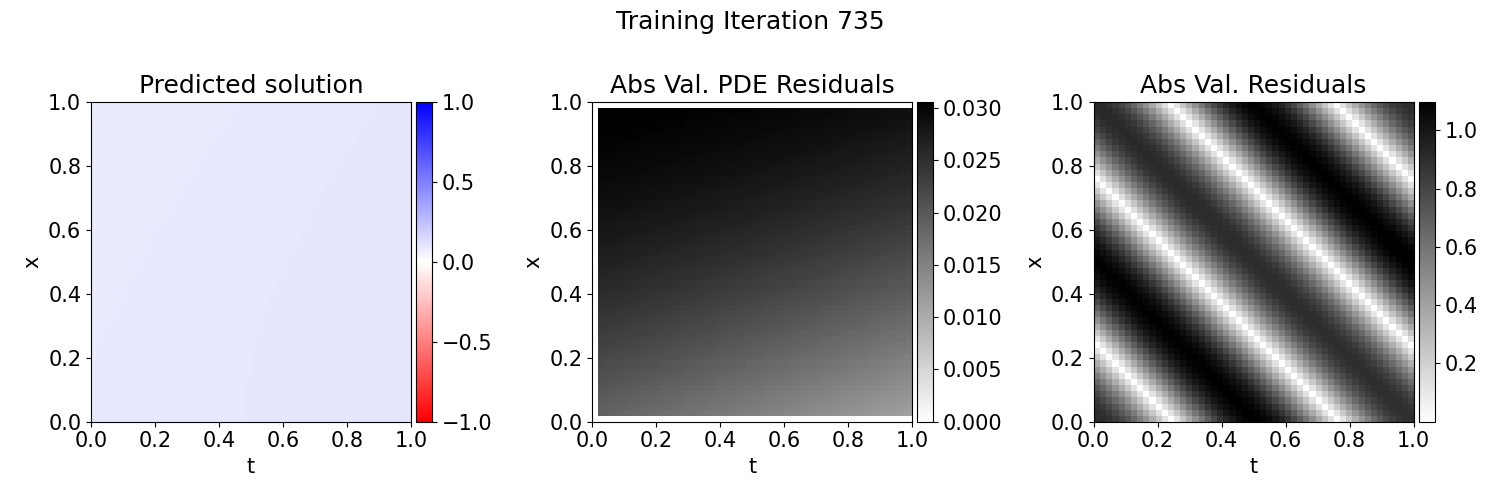 Training Iteration 735
Predicted solution
1.0
0.8
0.6
0.4
0.2
0.0
x
0.0 0.2 0.4 0.6 0.8 1.0
t
1.0
0.5
0.0
−0.5
−1.0
Abs Val. PDE Residuals
1.0
0.8
0.6
0.4
0.2
0.0
x
0.0 0.2 0.4 0.6 0.8 1.0
t
0.030
0.025
0.020
0.015
0.010
0.005
0.000
Abs Val. Residuals
1.0
0.8
0.6
0.4
0.2
0.0
x
0.0 0.2 0.4 0.6 0.8 1.0
t
1.0
0.8
0.6
0.4
0.2